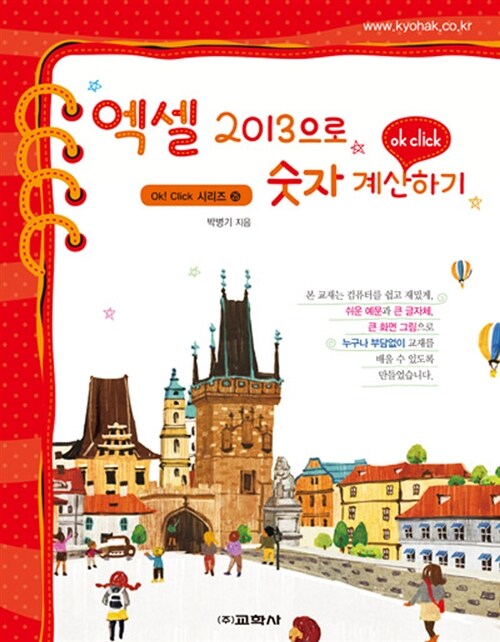 www.kyohak.co.kr
엑셀 2013으로
ok click
숫자 계산하기
Ok! Click 시리즈 25
박병기 지음
본 교재는 컴퓨터를 쉽고 재밌게,
쉬운 예문과 큰 글자체,
큰 화면 그림으로
누구나 부담없이 교재를
배울 수 있도록
만들었습니다.
(주)교학사